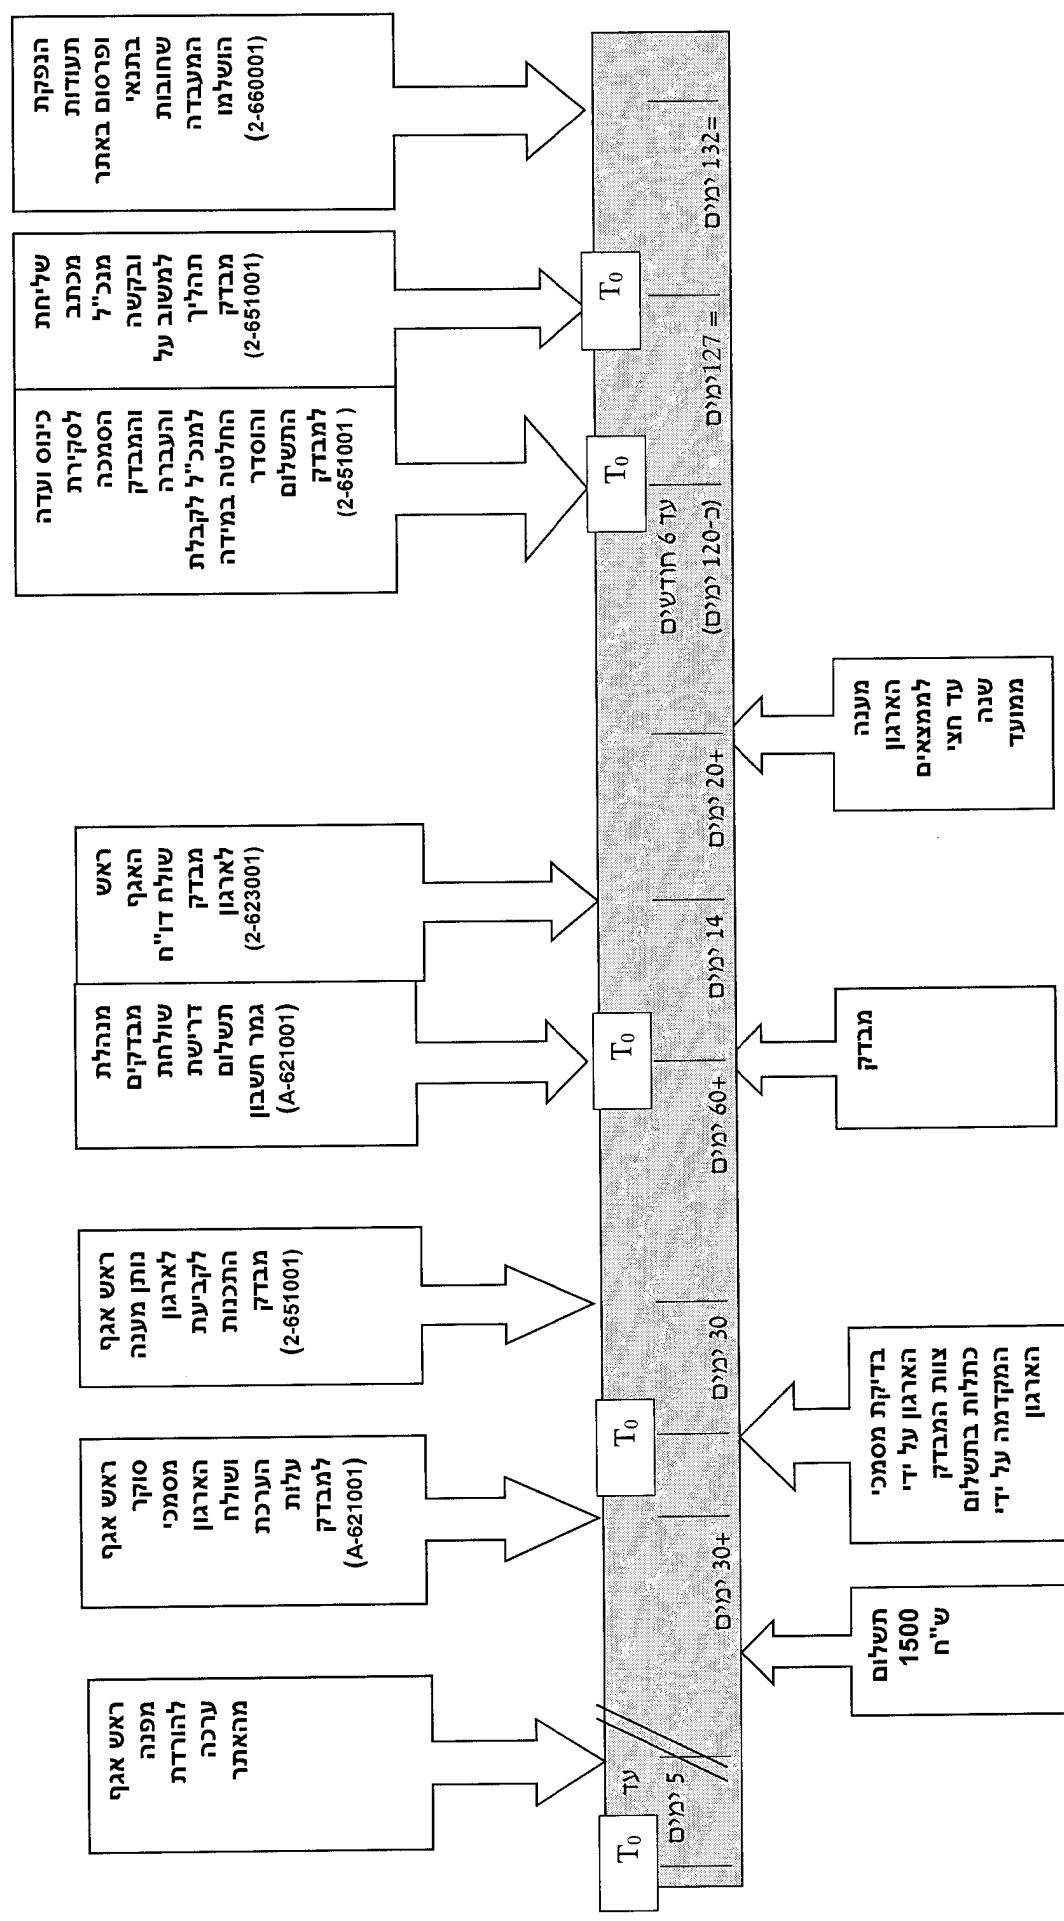 ראש אגף
מפנה
להורדת
ערכה
מהאתר
ראש אגף
סוקר
מסמכי
הארגון
ושולח
הערכת
עלות
למבדק
(A-621001)
ראש אגף
נותן מענה
לארגון
לקביעת
התכנות
מבדק
(2-651001)
מנהלת
מבדקים
שולחת
דרישת
תשלום
גמר חשבון
(A-621001)
ראש
האגף
שולח דו"ח
מבדק
לארגון
(2-623001)
כינוס ועדה
לסקירת
הסמכה
והמבדק
והעברה
למנכ"ל לקבלת
החלטה במידה
והוסדר
התשלום
למבדק
(2-651001 )
שליחת
מכתב
מנכ"ל
ובקשה
למשוב על
תהליך
מבדק
(2-651001)
הנפקת
תעודות
ופרסום באתר
בתנאי
שחובות
המעבדה
הושלמו
(2-660001)
T0
עד
5 ימים
+30 ימים
T0
30 ימים
+60 ימים
T0
14 ימים
+20 ימים
עד 6 חודשים
(כ-120 ימים)
T0
= 127ימים
T0
=132 ימים
תשלום
1500
ש"ח
בדיקת מסמכי
הארגון על ידי
צוות המבדק
כתלות בתשלום
המקדמה על ידי
הארגון
מבדק
מענה
הארגון
לממצאים
עד חצי
שנה
ממועד